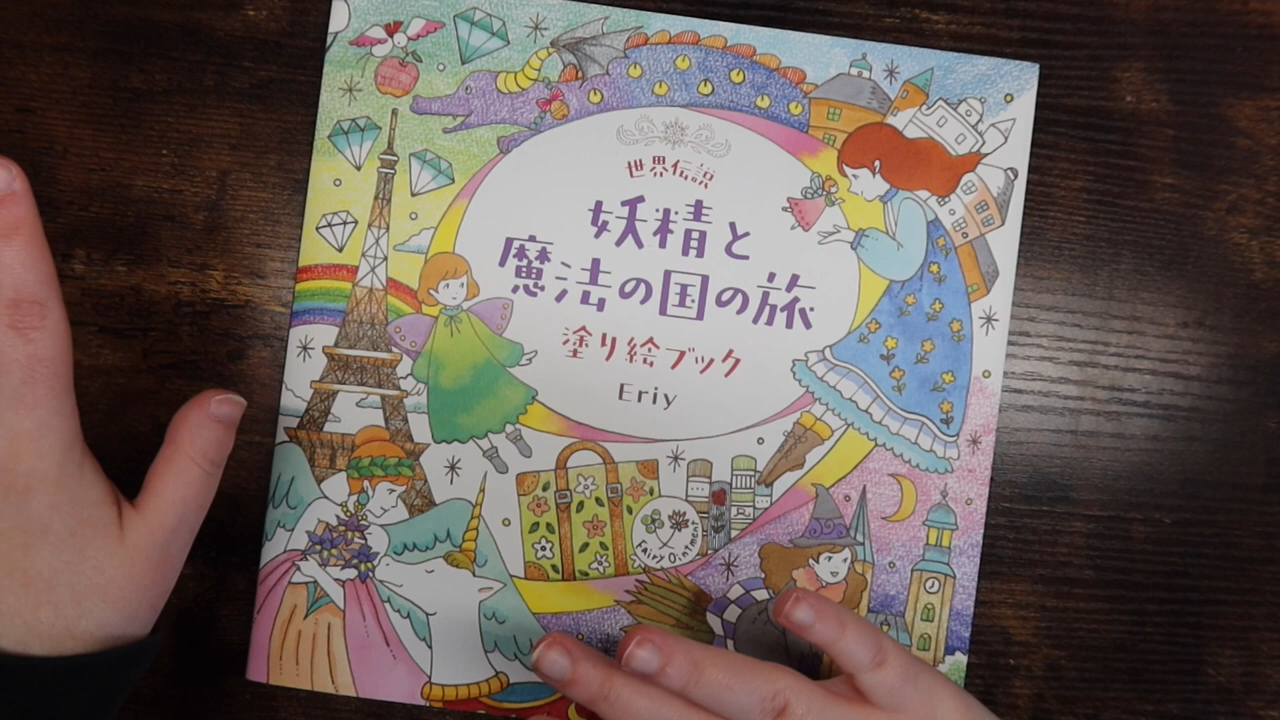 世界伝説
妖精と
魔法の国の旅
塗り絵ブック
Eriy
Fairy Ointment